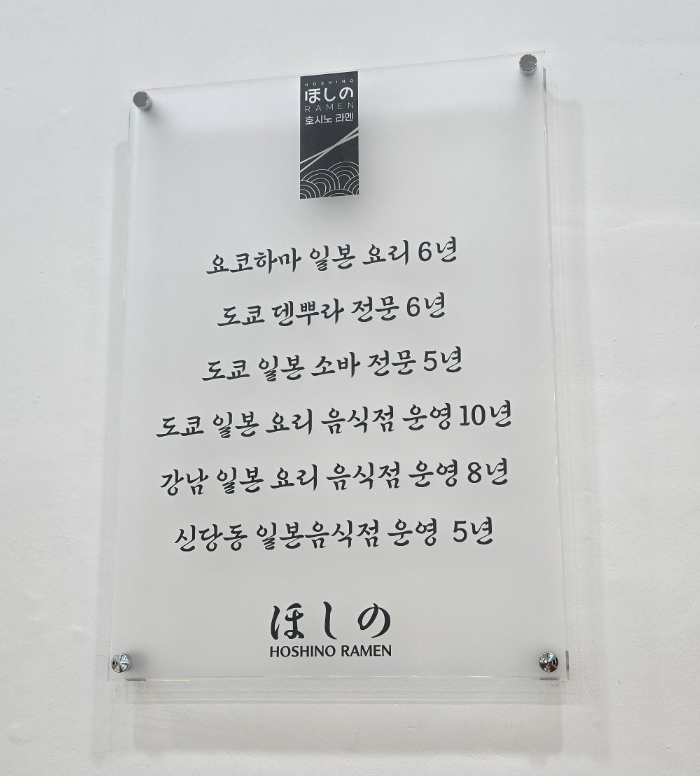 HOSHINO
ほしの
RAMEN
호시노 라멘
요코하마 일본 요리 6년
도쿄 덴뿌라 전문 6년
도쿄 일본 소바 전문 5년
도쿄 일본 요리 음식점 운영 10년
강남 일본 요리 음식점 운영 8년
신당동 일본음식점 운영 5년
ほしの
HOSHINO RAMEN